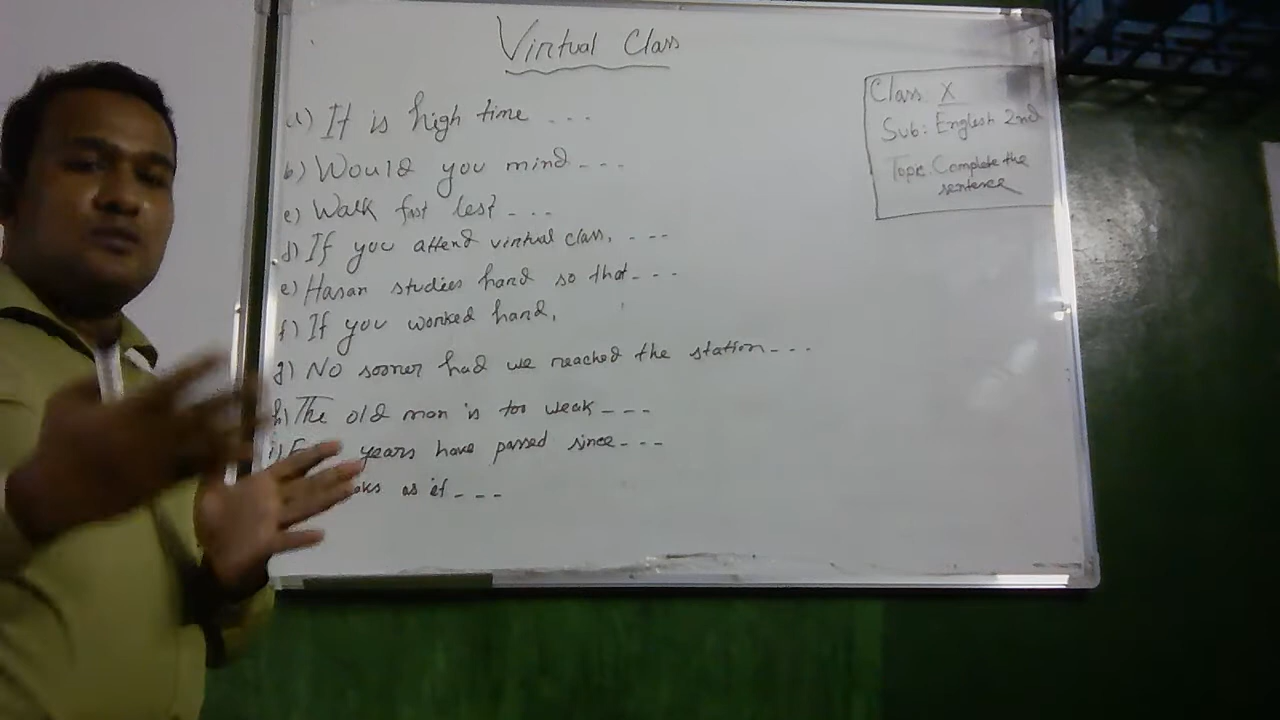 Virtual Class
Class X
Sub: English 2nd
Topic: Complete the
sentence
a) It is high time ...
b) Would you mind ---
c) Walk fast lest - ...
d) If you attend virtual class, - ---
e) Hasan studies hard so that ---
f) If you worked hard,
g) No sooner had we reached the station ---
h) The old man is too weak ---
i) years have passed since ---
as if ---